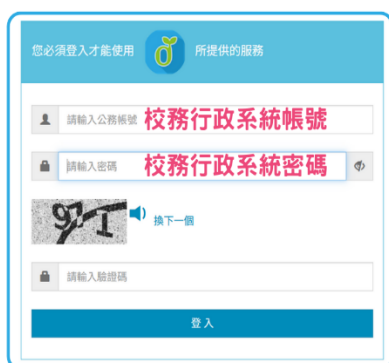 您必須登入才能使用 所提供的服務
請輸入公務帳號 校務行政系統帳號
請輸入密碼 校務行政系統密碼
換下一個
請輸入驗證碼
登入